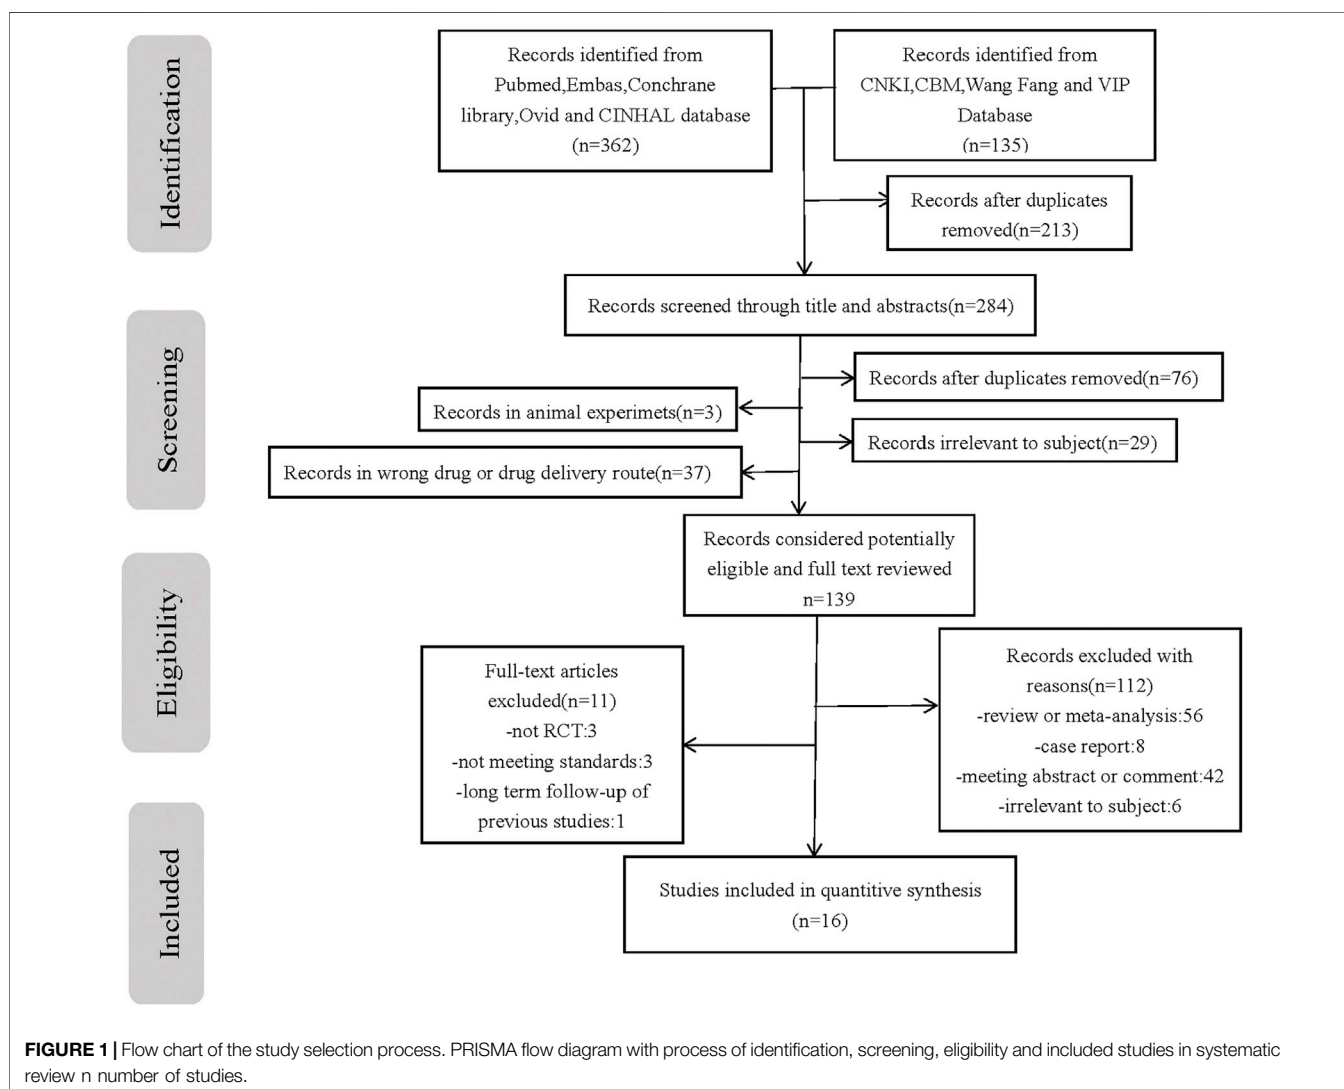 Identification
Records identified from
Pubmed,Embas,Conchrane
library,Ovid and CINHAL database
(n=362)
Records identified from
CNKI,CBM,Wang Fang and VIP
Database
(n=135)
Records after duplicates
removed(n=213)
Records screened through title and abstracts(n=284)
Screening
Records after duplicates removed(n=76)
Records in animal experimets(n=3)
Records irrelevant to subject(n=29)
Records in wrong drug or drug delivery route(n=37)
Records considered potentially
eligible and full text reviewed
n=139
Eligibility
Full-text articles
excluded(n=11)
-not RCT:3
-not meeting standards:3
-long term follow-up of
previous studies:1
Records excluded with
reasons(n=112)
-review or meta-analysis:56
-case report:8
-meeting abstract or comment:42
-irrelevant to subject:6
Included
Studies included in quantitive synthesis
(n=16)
FIGURE 1 | Flow chart of the study selection process. PRISMA flow diagram with process of identification, screening, eligibility and included studies in systematic
review n number of studies.